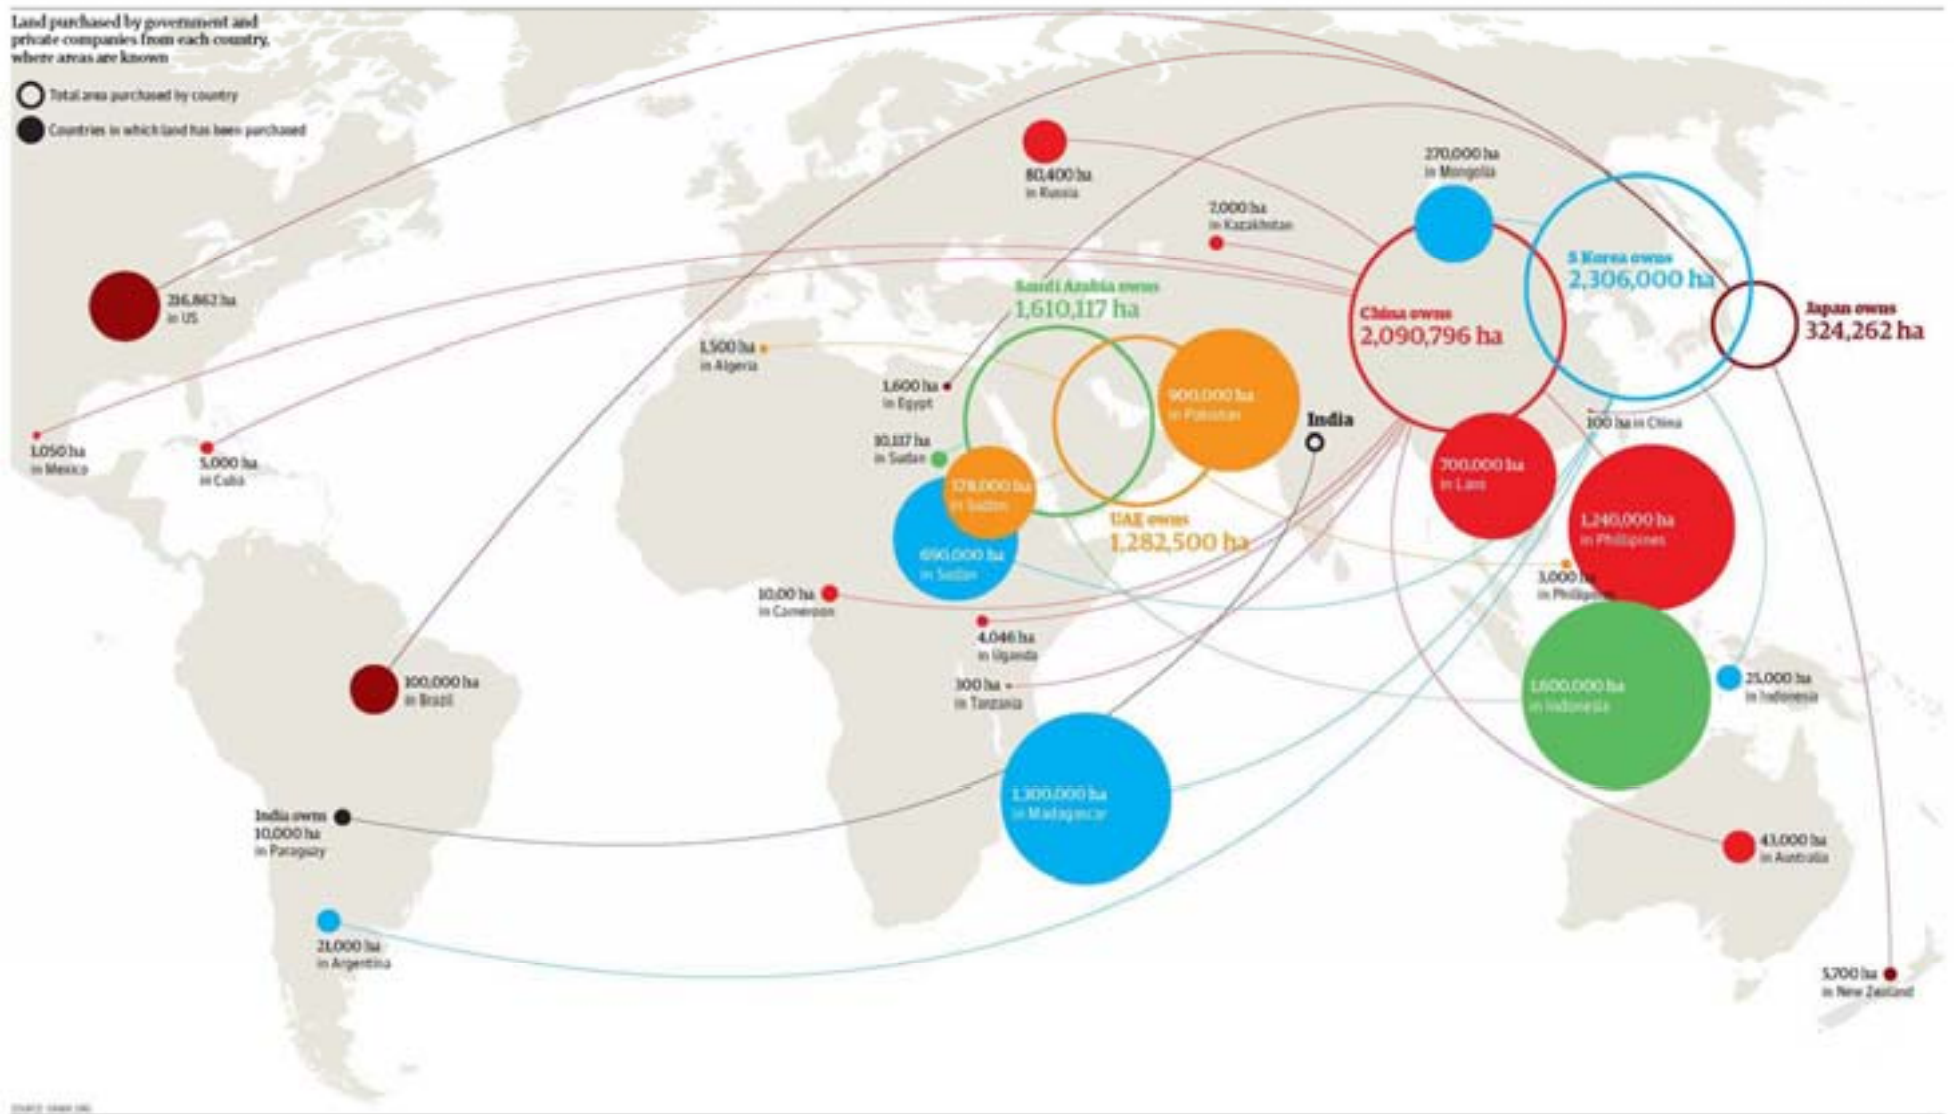 Land purchased by government and
private companies from each country,
where areas are known
Total area purchased by country
Countries in which land has been purchased
216,862 ha
in US
1,050 ha
in Mexico
5,000 ha
in Cuba
100,000 ha
in Brazil
India owns
10,000 ha
in Paraguay
21,000 ha
in Argentina
80,400 ha
in Russia
7,000 ha
in Kazakhstan
270,000 ha
in Mongolia
S Korea owns
2,306,000 ha
China owns
2,090,796 ha
Japan owns
324,262 ha
Saudi Arabia owns
1,610,117 ha
1,500 ha
in Algeria
1,600 ha
in Egypt
10,117 ha
in Sudan
378,000 ha
in Sudan
690,000 ha
in Sudan
900,000 ha
in Pakistan
India
UAE owns
1,282,500 ha
100 ha in China
700,000 ha
in Laos
1,240,000 ha
in Phillipines
3,000 ha
in Phillipines
10,00 ha
in Cameroon
4,046 ha
in Uganda
300 ha
in Tanzania
1,300,000 ha
in Madagascar
1,600,000 ha
in Indonesia
25,000 ha
in Indonesia
43,000 ha
in Australia
5,700 ha
in New Zealand